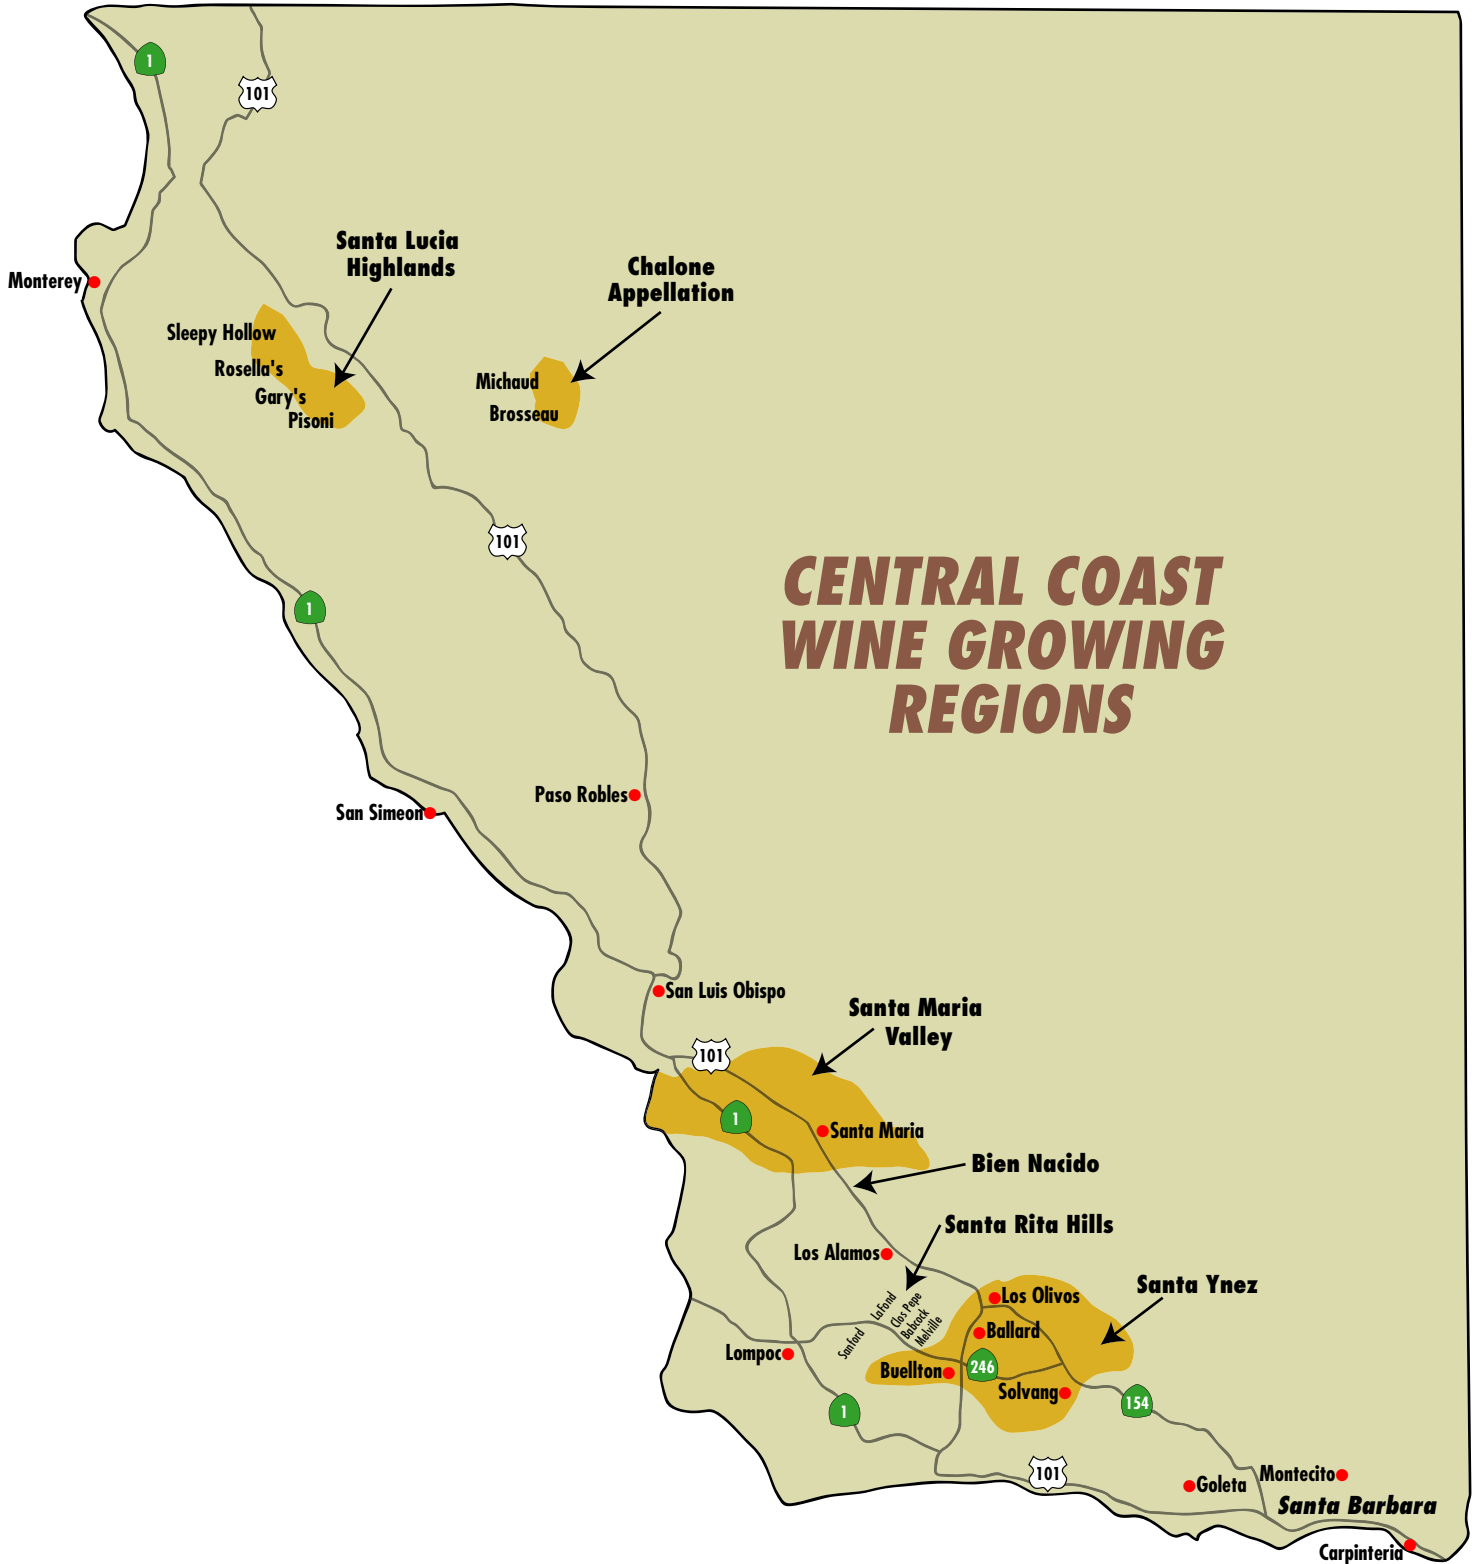 1
101
Santa Lucia
Highlands
Chalone
Appellation
Monterey
Sleepy Hollow
Rosella's
Gary's
Pisoni
Michaud
Brosseau
101
CENTRAL COAST
WINE GROWING
REGIONS
1
Paso Robles
San Simeon
San Luis Obispo
Santa Maria
Valley
101
1
Santa Maria
Bien Nacido
Santa Rita Hills
Los Alamos
Santa Ynez
Los Olivos
LaFond
Clos Pepe
Babcock
Melville
Sanford
Ballard
Lompoc
Buellton
246
Solvang
154
1
101
Goleta
Montecito
Santa Barbara
Carpinteria